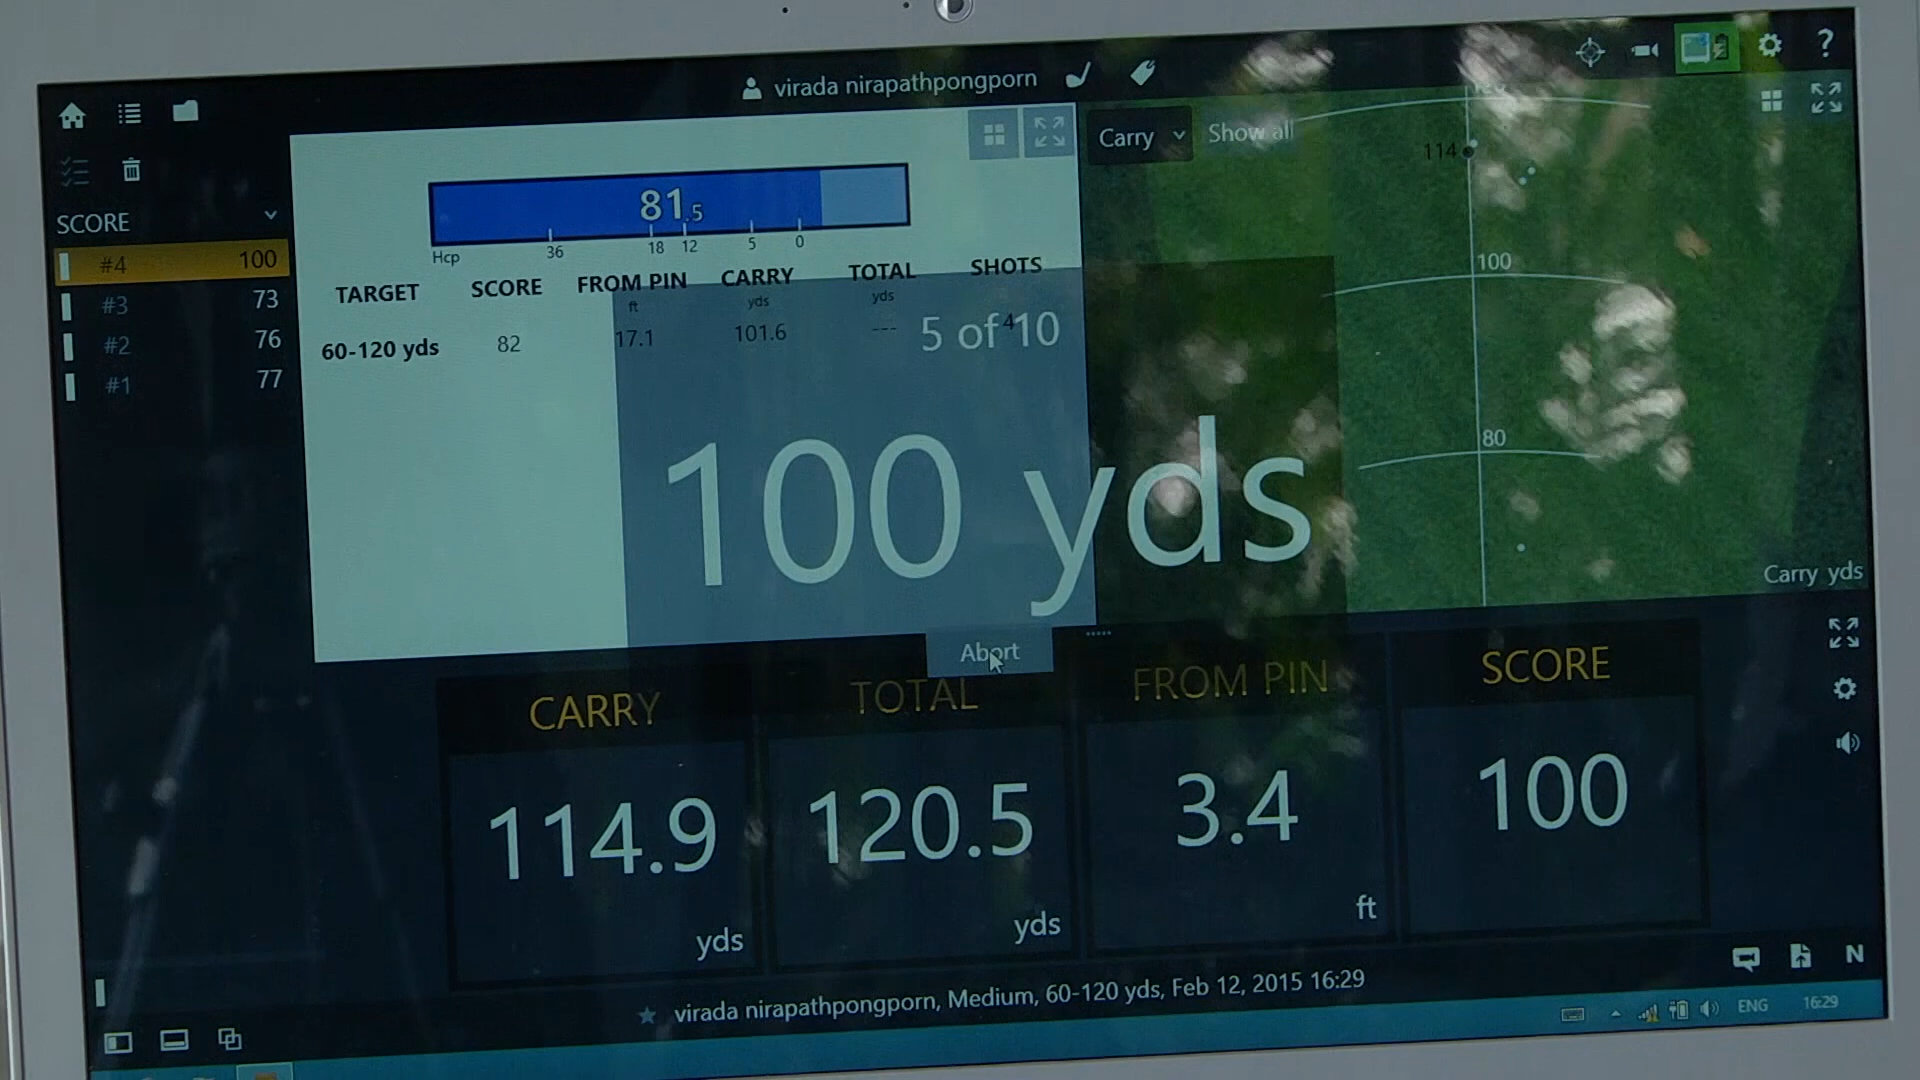 virada nirapathpongporn
?
SCORE
#4 100
#3 73
#2 76
#1 77
81.5
Hcp 36 18 12 5 0
TARGET SCORE FROM PIN CARRY TOTAL SHOTS
ft yds yds
60-120 yds 82 17.1 101.6 --- 4
5 of 10
100 yds
Abort
Carry Show all
114
100
80
Carry yds
CARRY TOTAL FROM PIN SCORE
114.9 120.5 3.4 100
yds yds ft
N
virada nirapathpongporn, Medium, 60-120 yds, Feb 12, 2015 16:29
ENG 16:29